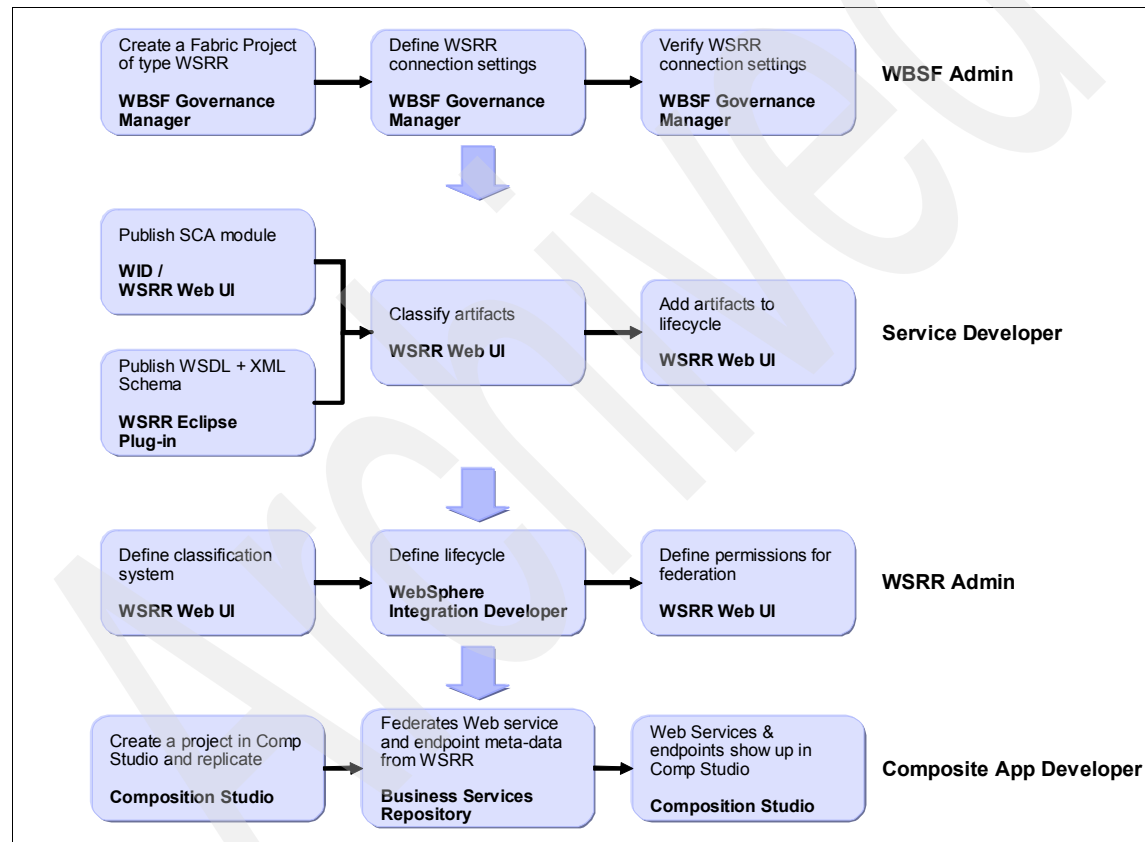 Create a Fabric Project
of type WSRR
WBSF Governance
Manager
Define WSRR
connection settings
WBSF Governance
Manager
Verify WSRR
connection settings
WBSF Governance
Manager
WBSF Admin
Publish SCA module
WID /
WSRR Web UI
Publish WSDL + XML
Schema
WSRR Eclipse
Plug-in
Classify artifacts
WSRR Web UI
Add artifacts to
lifecycle
WSRR Web UI
Service Developer
Define classification
system
WSRR Web UI
Define lifecycle
WebSphere
Integration Developer
Define permissions for
federation
WSRR Web UI
WSRR Admin
Create a project in Comp
Studio and replicate
Composition Studio
Federates Web service
and endpoint meta-data
from WSRR
Business Services
Repository
Web Services &
endpoints show up in
Comp Studio
Composition Studio
Composite App Developer
Archived